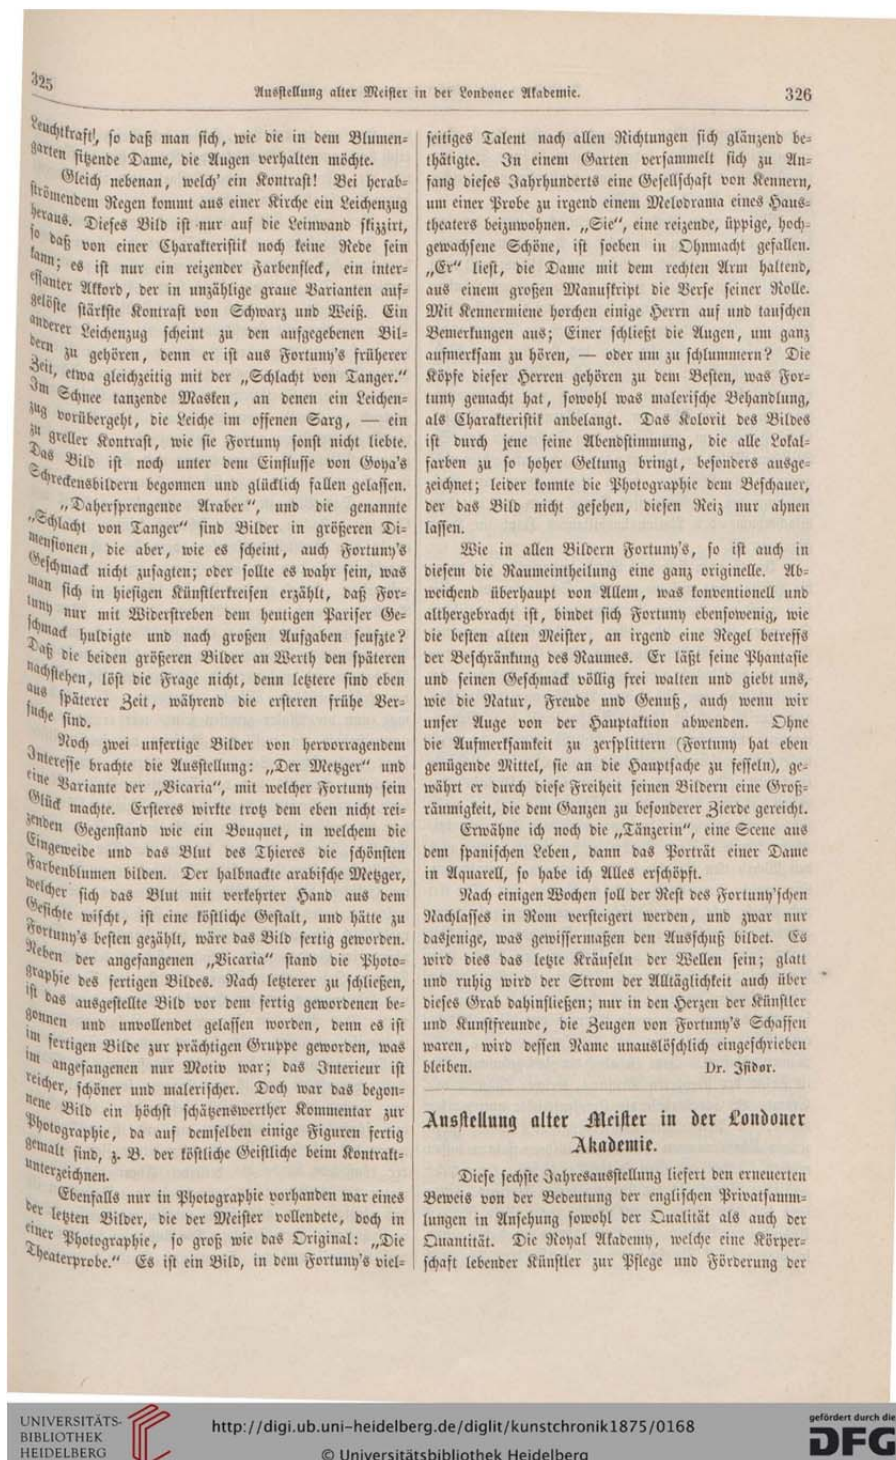 325
Ausstellung alter Meister in der Londoner Akademie.
326
Leuchtkraft!, so daß man sich, wie die in dem Blumen-
garten sitzende Dame, die Augen verhalten möchte.
Gleich nebenan, welch' ein Kontrast! Bei herab-
strömendem Regen kommt aus einer Kirche ein Leichenzug
heraus. Dieses Bild ist nur auf die Leinwand skizzirt,
so daß von einer Charakteristik noch keine Rede sein
kann; es ist nur ein reizender Farbenfleck, ein inter-
essanter Akkord, der in unzählige graue Varianten auf-
gelöste stärkste Kontrast von Schwarz und Weiß. Ein
anderer Leichenzug scheint zu den aufgegebenen Bil-
dern zu gehören, denn er ist aus Fortuny's früherer
Zeit, etwa gleichzeitig mit der „Schlacht von Tanger.“
Im Schnee tanzende Masken, an denen ein Leichen-
zug vorübergeht, die Leiche im offenen Sarg, — ein
zu greller Kontrast, wie sie Fortuny sonst nicht liebte.
Das Bild ist noch unter dem Einflusse von Goya's
Schreckensbildern begonnen und glücklich fallen gelassen.
„Dahersprengende Araber“, und die genannte
„Schlacht von Tanger“ sind Bilder in größeren Di-
mensionen, die aber, wie es scheint, auch Fortuny's
Geschmack nicht zusagten; oder sollte es wahr sein, was
man sich in hiesigen Künstlerkreisen erzählt, daß For-
tuny nur mit Widerstreben dem heutigen Pariser Ge-
schmack huldigte und nach großen Aufgaben seufzte?
Daß die beiden größeren Bilder an Werth den späteren
nachstehen, löst die Frage nicht, denn letztere sind eben
aus späterer Zeit, während die ersteren frühe Ver-
suche sind.
Noch zwei unfertige Bilder von hervorragendem
Interesse brachte die Ausstellung: „Der Metzger“ und
eine Variante der „Vicaria“, mit welcher Fortuny sein
Glück machte. Ersteres wirkte trotz dem eben nicht rei-
zenden Gegenstand wie ein Bouquet, in welchem die
Eingeweide und das Blut des Thieres die schönsten
Farbenblumen bilden. Der halbnackte arabische Metzger,
welcher sich das Blut mit verkehrter Hand aus dem
Gesichte wischt, ist eine köstliche Gestalt, und hätte zu
Fortuny's besten gezählt, wäre das Bild fertig geworden.
Neben der angefangenen „Vicaria“ stand die Photo-
graphie des fertigen Bildes. Nach letzterer zu schließen,
ist das ausgestellte Bild vor dem fertig gewordenen be-
gonnen und unvollendet gelassen worden, denn es ist
im fertigen Bilde zur prächtigen Gruppe geworden, was
im angefangenen nur Motiv war; das Interieur ist
reicher, schöner und malerischer. Doch war das begon-
nene Bild ein höchst schätzenswerther Kommentar zur
Photographie, da auf demselben einige Figuren fertig
gemalt sind, z. B. der köstliche Geistliche beim Kontrakt-
unterzeichnen.
Ebenfalls nur in Photographie vorhanden war eines
der letzten Bilder, die der Meister vollendete, doch in
einer Photographie, so groß wie das Original: „Die
Theaterprobe.“ Es ist ein Bild, in dem Fortuny's viel-
seitiges Talent nach allen Richtungen sich glänzend be-
thätigte. In einem Garten versammelt sich zu An-
fang dieses Jahrhunderts eine Gesellschaft von Kennern,
um einer Probe zu irgend einem Melodrama eines Haus-
theaters beizuwohnen. „Sie“, eine reizende, üppige, hoch-
gewachsene Schöne, ist soeben in Ohnmacht gefallen.
„Er“ liest, die Dame mit dem rechten Arm haltend,
aus einem großen Manuskript die Verse seiner Rolle.
Mit Kennermiene horchen einige Herrn auf und tauschen
Bemerkungen aus; Einer schließt die Augen, um ganz
aufmerksam zu hören, — oder um zu schlummern? Die
Köpfe dieser Herren gehören zu dem Besten, was For-
tuny gemacht hat, sowohl was malerische Behandlung,
als Charakteristik anbelangt. Das Kolorit des Bildes
ist durch jene feine Abendstimmung, die alle Lokal-
farben zu so hoher Geltung bringt, besonders ausge-
zeichnet; leider konnte die Photographie dem Beschauer,
der das Bild nicht gesehen, diesen Reiz nur ahnen
lassen.
Wie in allen Bildern Fortuny's, so ist auch in
diesem die Raumeintheilung eine ganz originelle. Ab-
weichend überhaupt von Allem, was konventionell und
althergebracht ist, bindet sich Fortuny ebensowenig, wie
die besten alten Meister, an irgend eine Regel betreffs
der Beschränkung des Raumes. Er läßt seine Phantasie
und seinen Geschmack völlig frei walten und giebt uns,
wie die Natur, Freude und Genuß, auch wenn wir
unser Auge von der Hauptaktion abwenden. Ohne
die Aufmerksamkeit zu zersplittern (Fortuny hat eben
genügende Mittel, sie an die Hauptsache zu fesseln), ge-
währt er durch diese Freiheit seinen Bildern eine Groß-
räumigkeit, die dem Ganzen zu besonderer Zierde gereicht.
Erwähne ich noch die „Tänzerin“, eine Scene aus
dem spanischen Leben, dann das Porträt einer Dame
in Aquarell, so habe ich Alles erschöpft.
Nach einigen Wochen soll der Rest des Fortuny'schen
Nachlasses in Rom versteigert werden, und zwar nur
dasjenige, was gewissermaßen den Ausschuß bildet. Es
wird dies das letzte Kräuseln der Wellen sein; glatt
und ruhig wird der Strom der Alltäglichkeit auch über
dieses Grab dahinfließen; nur in den Herzen der Künstler
und Kunstfreunde, die Zeugen von Fortuny's Schaffen
waren, wird dessen Name unauslöschlich eingeschrieben
bleiben. Dr. Isidor.
Ausstellung alter Meister in der Londoner
Akademie.
Diese sechste Jahresausstellung liefert den erneuerten
Beweis von der Bedeutung der englischen Privatsamm-
lungen in Ansehung sowohl der Qualität als auch der
Quantität. Die Royal Akademy, welche eine Körper-
schaft lebender Künstler zur Pflege und Förderung der
UNIVERSITÄTS-
BIBLIOTHEK
HEIDELBERG
http://digi.ub.uni-heidelberg.de/diglit/kunstchronik1875/0168
© Universitätsbibliothek Heidelberg
gefördert durch die
DFG